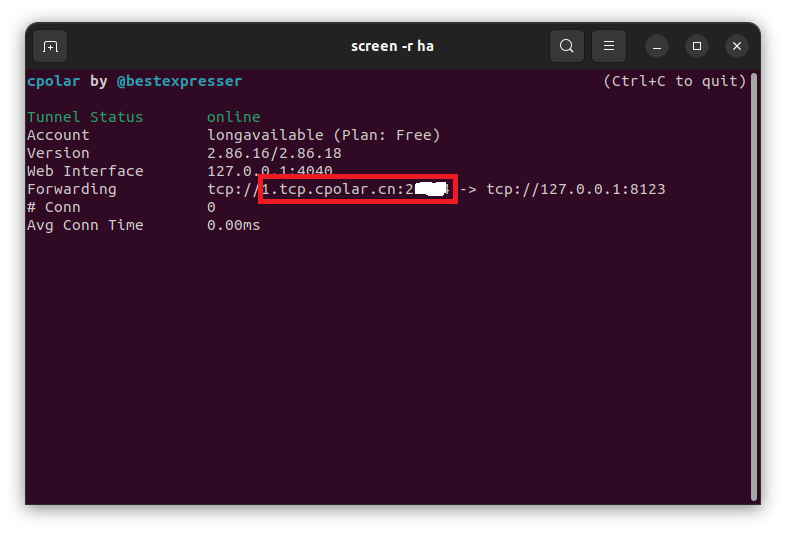 screen -r ha
cpolar by @bestexpresser (Ctrl+C to quit)
Tunnel Status online
Account longavailable (Plan: Free)
Version 2.86.16/2.86.18
Web Interface 127.0.0.1:4040
Forwarding tcp://1.tcp.cpolar.cn:2 4 -> tcp://127.0.0.1:8123
# Conn 0
Avg Conn Time 0.00ms